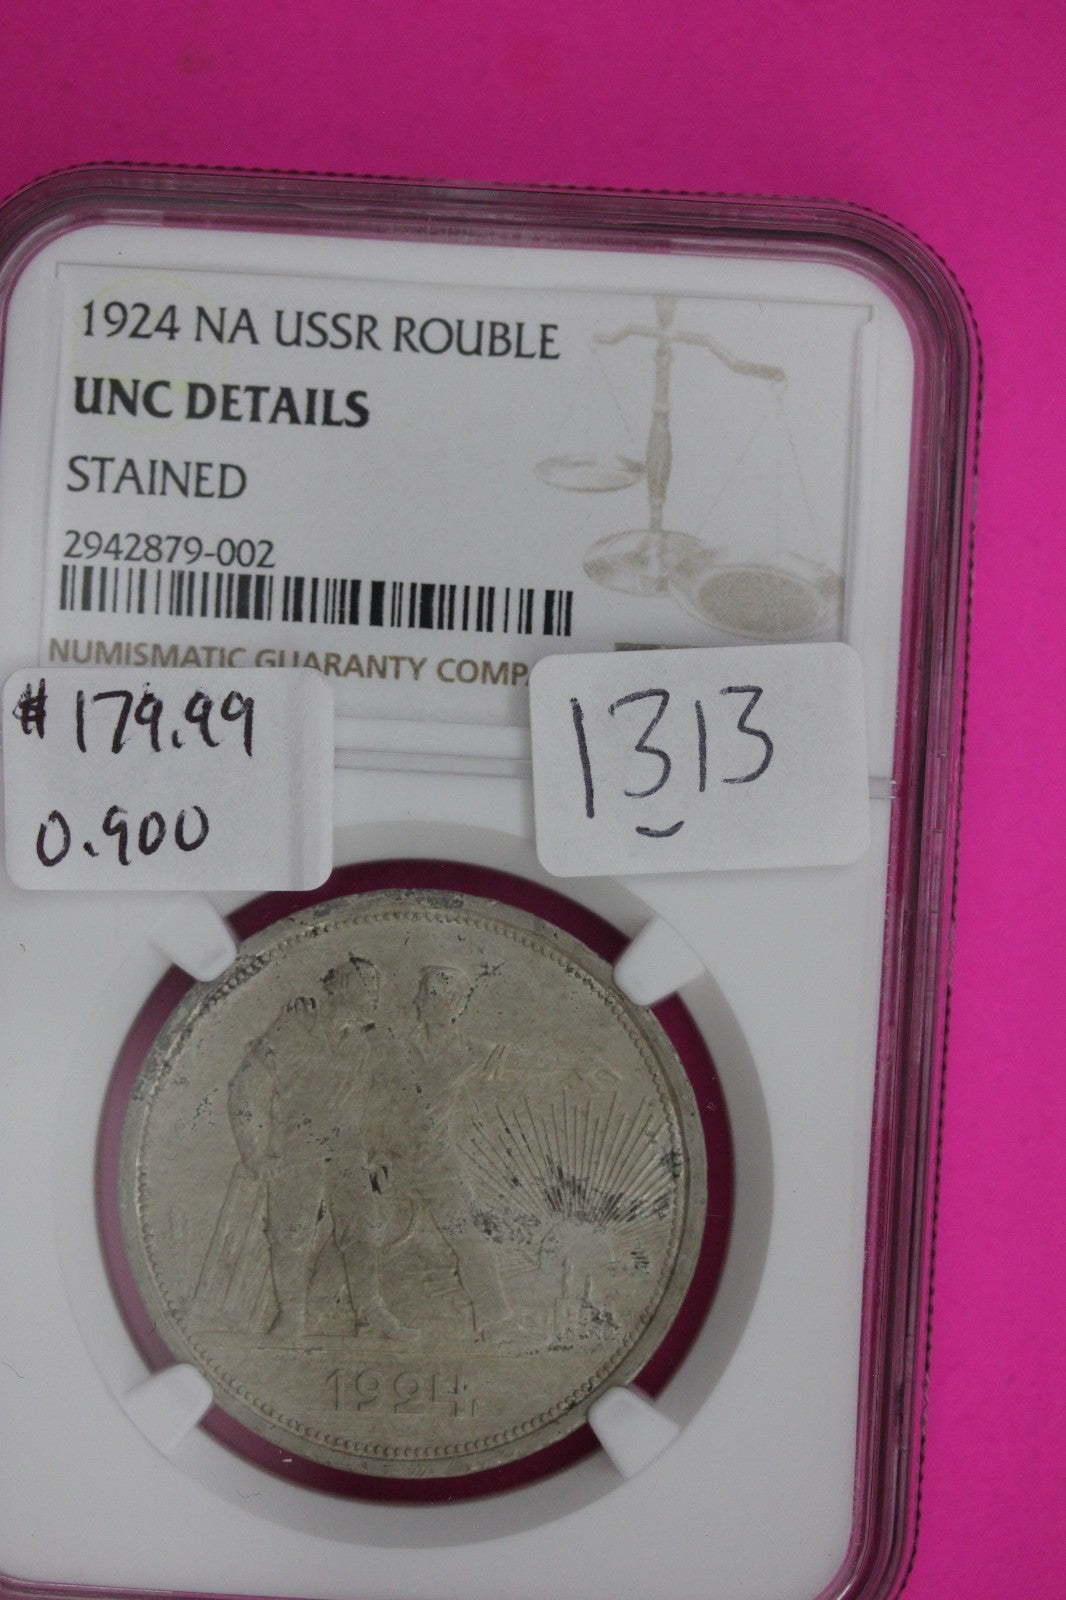 1924 NA USSR ROUBLE
UNC DETAILS
STAINED
2942879-002
NUMISMATIC GUARANTY COMPA
$179.99
0.900
1313
1924